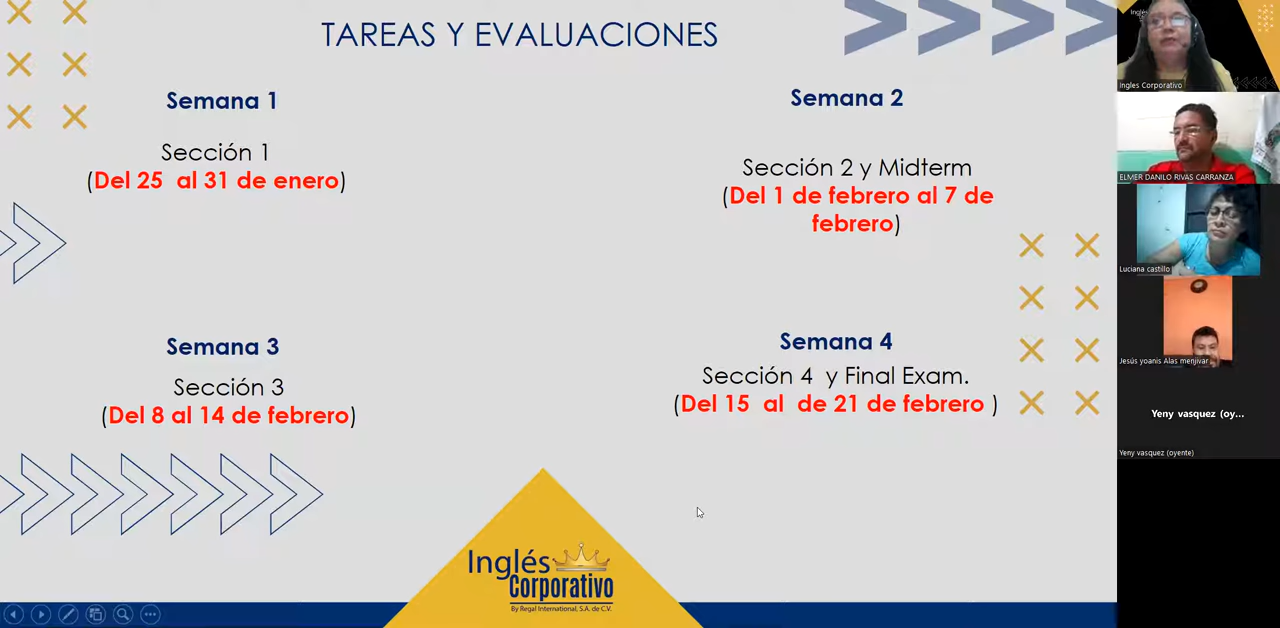 TAREAS Y EVALUACIONES
Semana 1
Sección 1
(Del 25 al 31 de enero)
Semana 2
Sección 2 y Midterm
(Del 1 de febrero al 7 de
febrero)
Semana 3
Sección 3
(Del 8 al 14 de febrero)
Semana 4
Sección 4 y Final Exam.
(Del 15 al de 21 de febrero )
Inglés
Corporativo
By Regal International, S.A. de C.V.
Inglés
Ingles Corporativo
ELMER DANILO RIVAS CARRANZA
Luciana castillo
Jesús yoanis Alas menjivar
Yeny vasquez (oy...
Yeny vasquez (oyente)